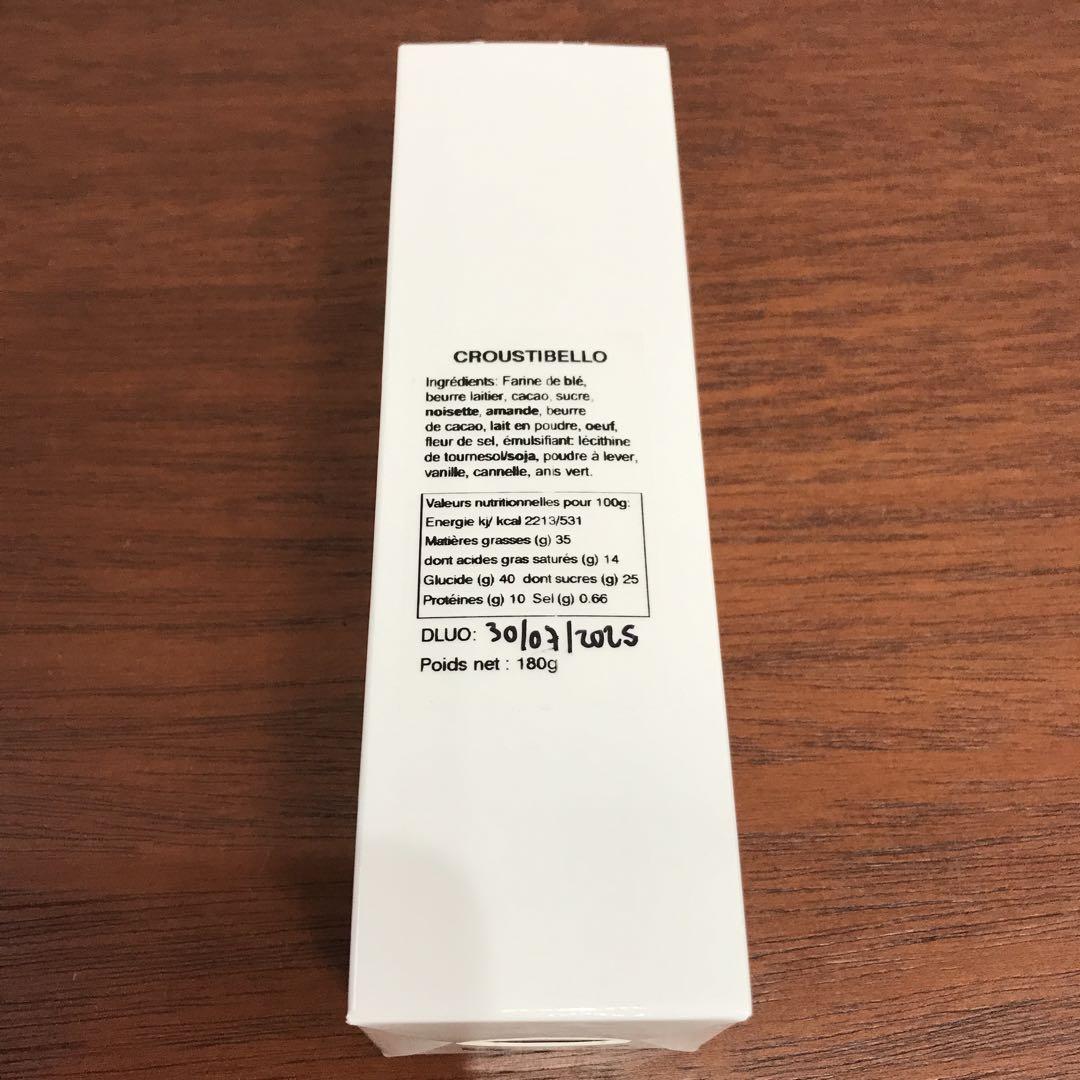 CROUSTIBELLO
Ingrédients: Farine de blé,
beurre laitier, cacao, sucre,
noisette, amande, beurre
de cacao, lait en poudre, oeuf,
fleur de sel, émulsifiant: lécithine
de tournesol/soja, poudre à lever,
vanille, cannelle, anis vert.
Valeurs nutritionnelles pour 100g:
Energie kj/ kcal 2213/531
Matières grasses (g) 35
dont acides gras saturés (g) 14
Glucide (g) 40 dont sucres (g) 25
Protéines (g) 10 Sel (g) 0.66
DLUO: 30/07/2025
Poids net : 180g